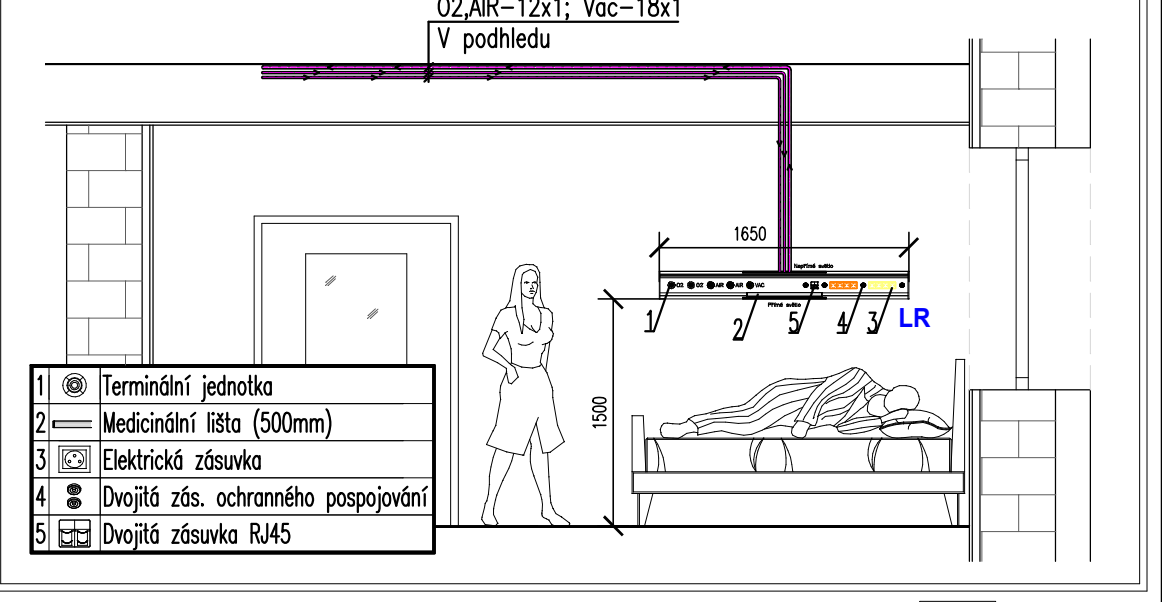 O2,AIR-12x1; Vac-18x1
V podhledu
1650
Nepřímé světlo
O2 O2 AIR AIR VAC
Přímé světlo
1 2 5 4 3 LR
1500
1 Terminální jednotka
2 Medicinální lišta (500mm)
3 Elektrická zásuvka
4 Dvojitá zás. ochranného pospojování
5 Dvojitá zásuvka RJ45